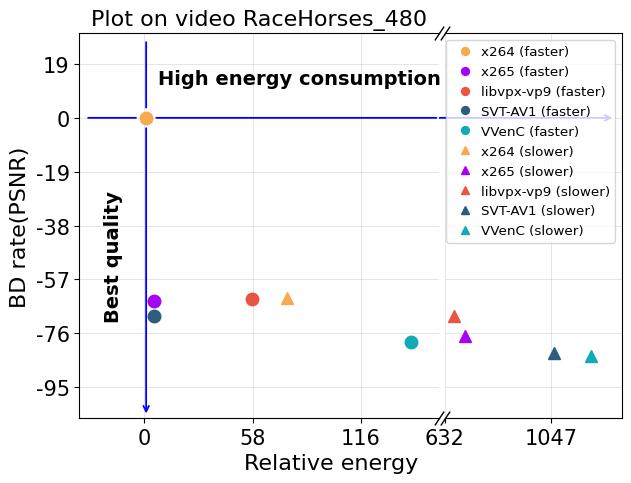 Plot on video RaceHorses_480
BD rate(PSNR)
19
0
-19
-38
-57
-76
-95
High energy consumption
Best quality
x264 (faster)
x265 (faster)
libvpx-vp9 (faster)
SVT-AV1 (faster)
VVenC (faster)
x264 (slower)
x265 (slower)
libvpx-vp9 (slower)
SVT-AV1 (slower)
VVenC (slower)
0 58 116 632 1047
Relative energy